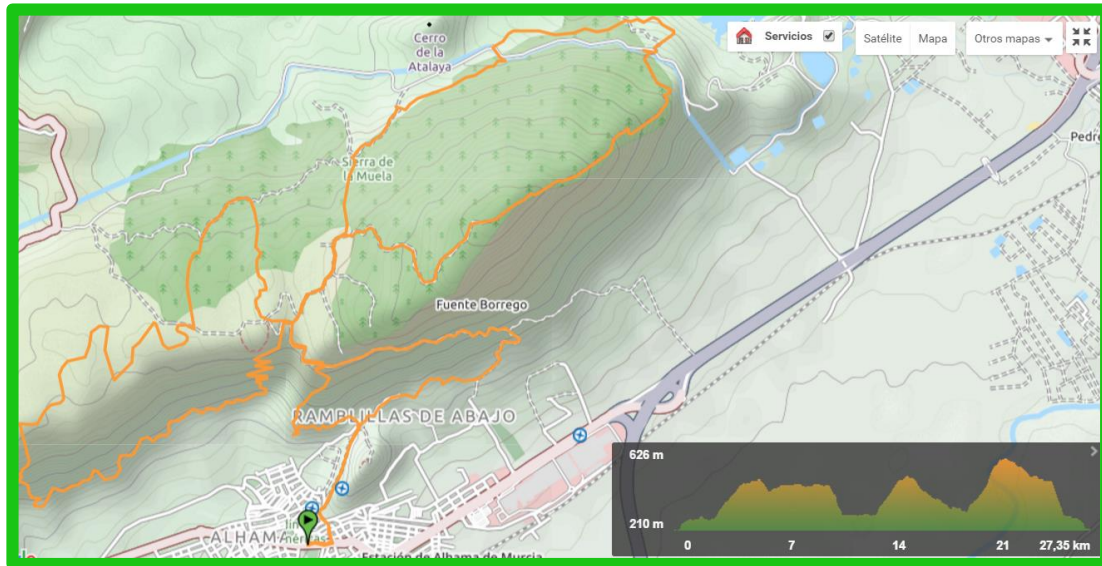 Cerro
de la
Atalaya
Servicios
Satélite Mapa
Otros mapas
Sierra de
la Muela
Fuente Borrego
RAMBLILLAS DE ABAJO
ALHAMA
Estación de Alhama de Murcia
626 m
210 m
0 7 14 21 27,35 km